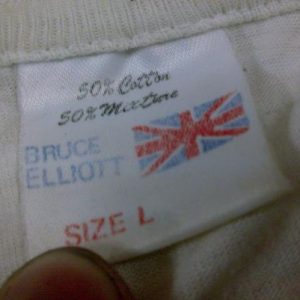 50% Cotton
50% Mixture
BRUCE
ELLIOTT
SIZE L